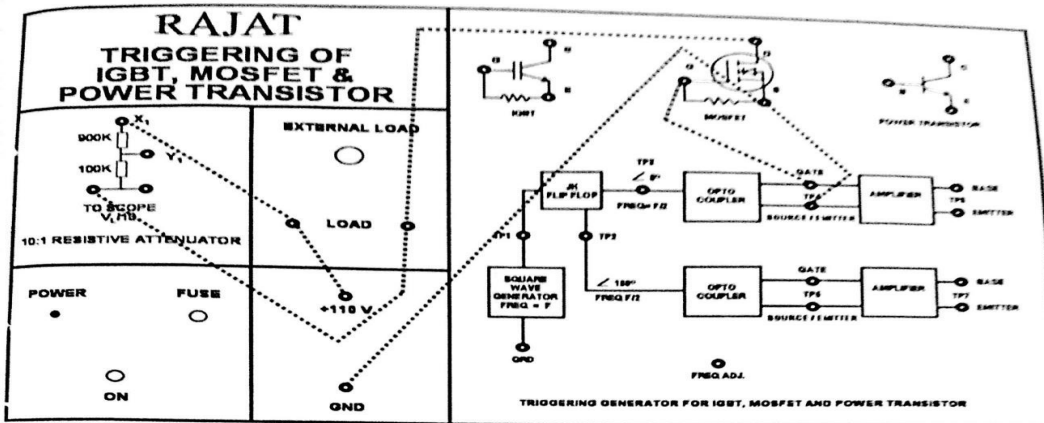 RAJAT
TRIGGERING OF
IGBT, MOSFET &
POWER TRANSISTOR
X₁
900K
Y₁
100K
TO SCOPE
10:1 RESISTIVE ATTENUATOR
EXTERNAL LOAD
LOAD
POWER
FUSE
ON
+110 V
GND
IGBT
MOSFET
POWER TRANSISTOR
JK
FLIP FLOP
TP1
TP2
SQUARE
WAVE
GENERATOR
FREQ = F
GRD
∠ 0°
FREQ= F/2
OPTO
COUPLER
GATE
SOURCE / EMITTER
AMPLIFIER
BASE
TP5
EMITTER
∠ 180°
FREQ F/2
OPTO
COUPLER
GATE
TP6
SOURCE / EMITTER
AMPLIFIER
BASE
TP7
EMITTER
FREQ ADJ.
TRIGGERING GENERATOR FOR IGBT, MOSFET AND POWER TRANSISTOR